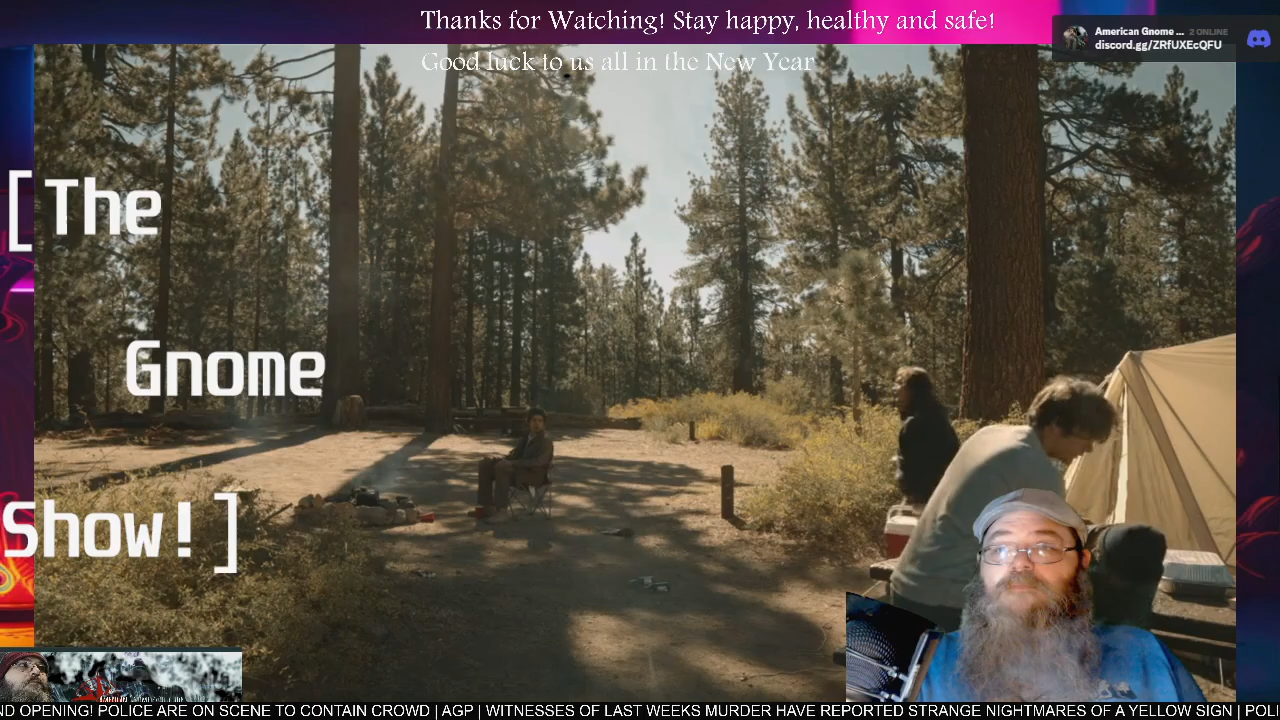 Thanks for Watching! Stay happy, healthy and safe!
American Gnome ... 2 ONLINE
discord.gg/ZRfUXEcQFU
Good luck to us all in the New Year
[The
Gnome
Show!]
ND OPENING! POLICE ARE ON SCENE TO CONTAIN CROWD | AGP | WITNESSES OF LAST WEEKS MURDER HAVE REPORTED STRANGE NIGHTMARES OF A YELLOW SIGN | POLI